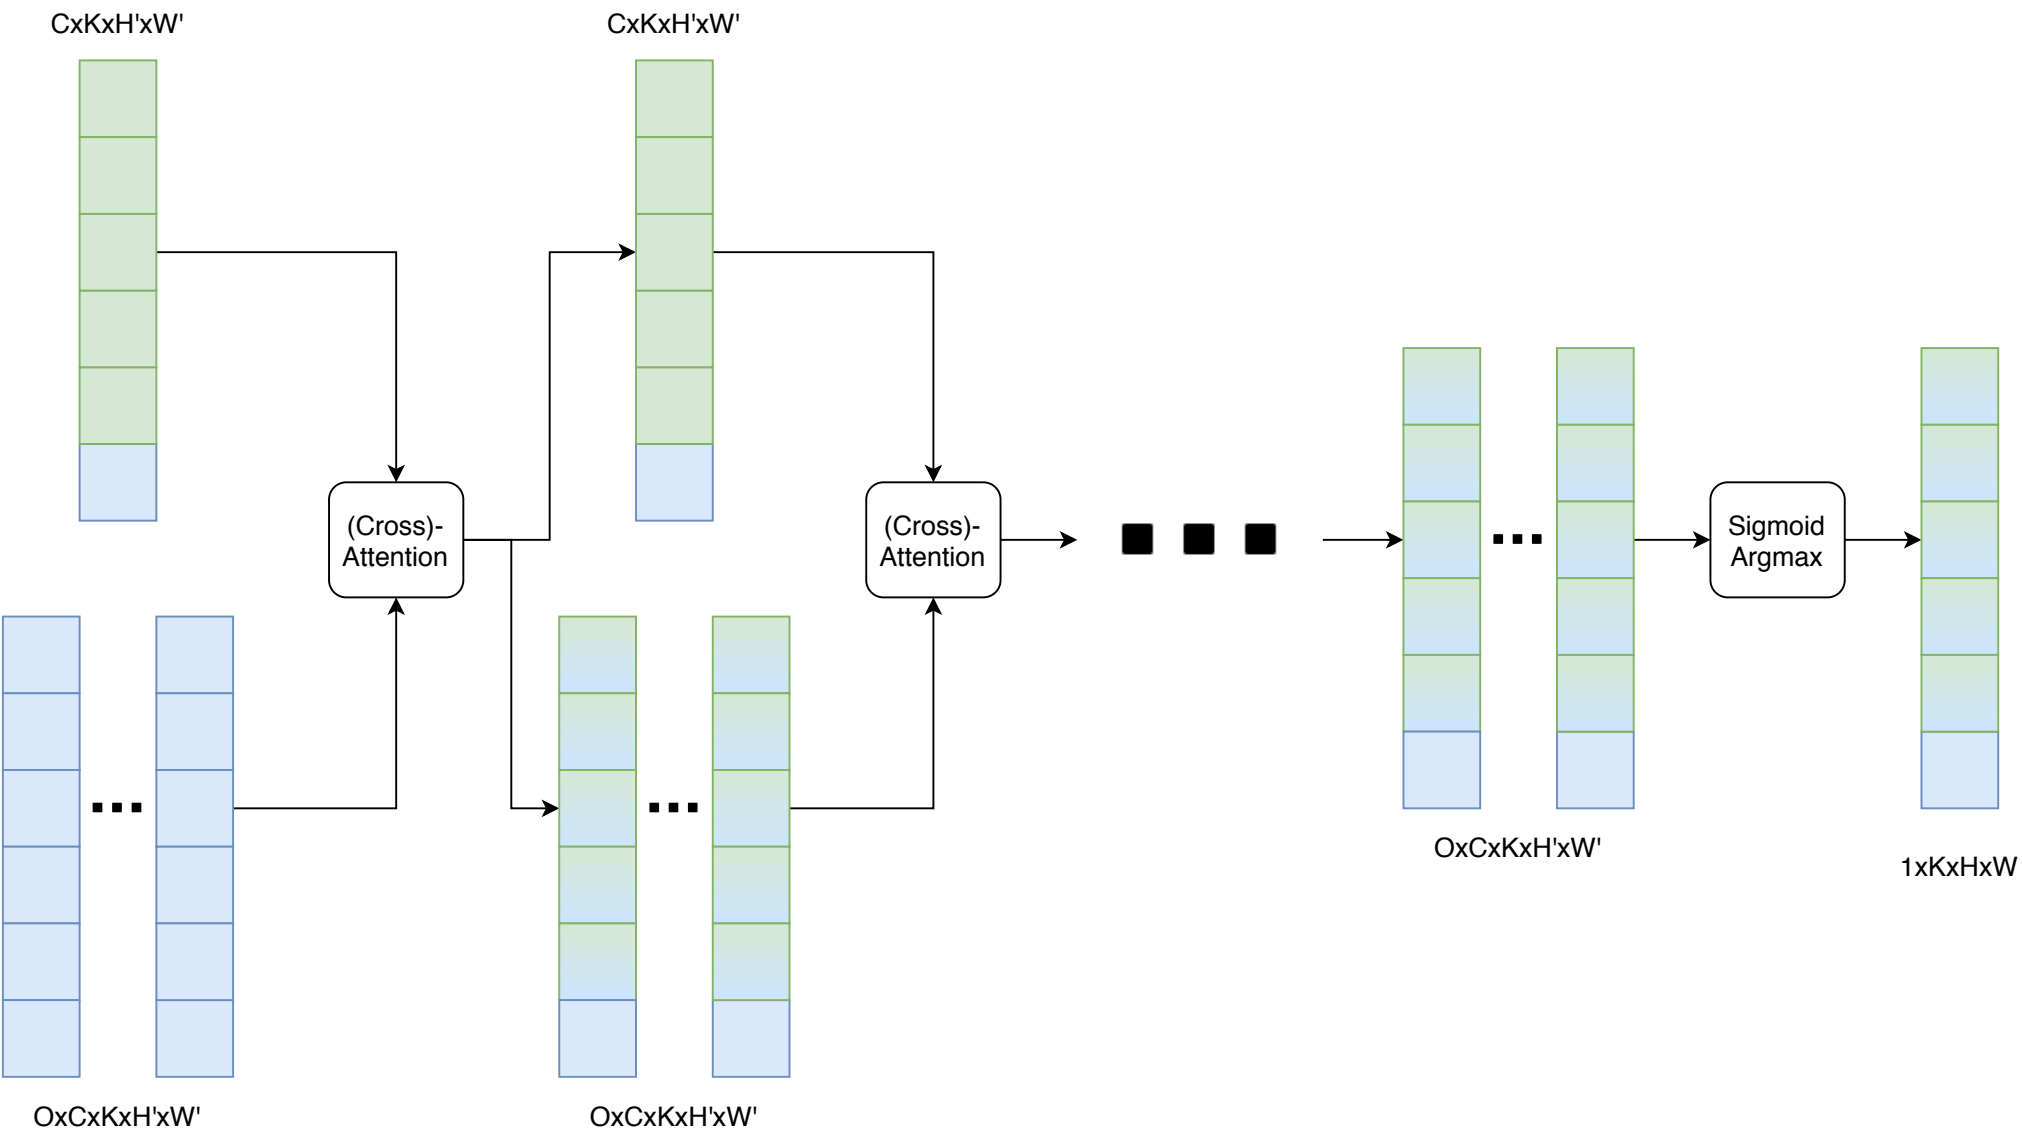 CxKxH'xW'
CxKxH'xW'
(Cross)-
Attention
(Cross)-
Attention
Sigmoid
Argmax
OxCxKxH'xW'
1xKxHxW
OxCxKxH'xW'
OxCxKxH'xW'